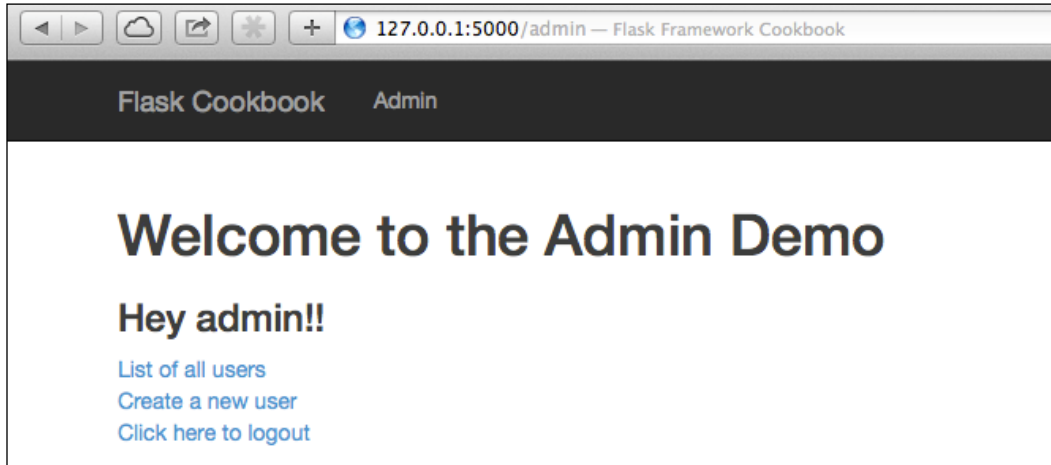 127.0.0.1:5000/admin — Flask Framework Cookbook
Flask Cookbook Admin
Welcome to the Admin Demo
Hey admin!!
List of all users
Create a new user
Click here to logout